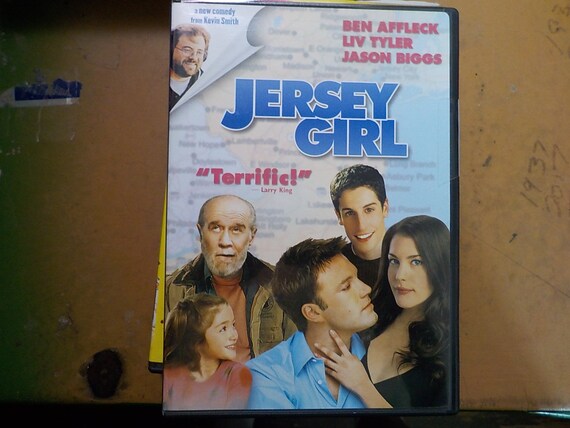 a new comedy
from Kevin Smith
BEN AFFLECK
LIV TYLER
JASON BIGGS
JERSEY
GIRL
"Terrific!"
— Larry King